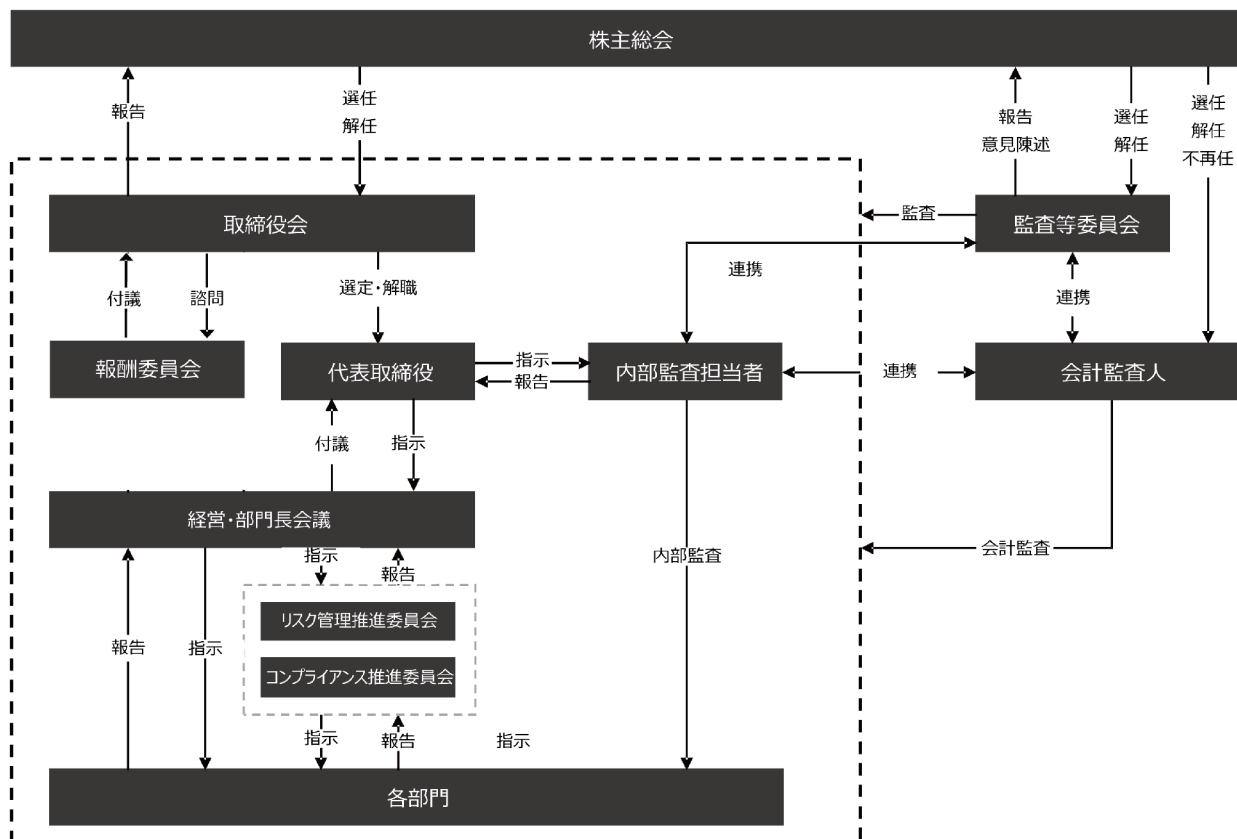 株主総会
報告
選任
解任
報告
意見陳述
選任
解任
選任
解任
不再任
取締役会
監査
監査等委員会
付議
諮問
選定・解職
連携
連携
報酬委員会
代表取締役
指示
報告
内部監査担当者
連携
会計監査人
付議
指示
経営・部門長会議
指示
報告
内部監査
会計監査
リスク管理推進委員会
報告
指示
コンプライアンス推進委員会
指示
報告
指示
各部門